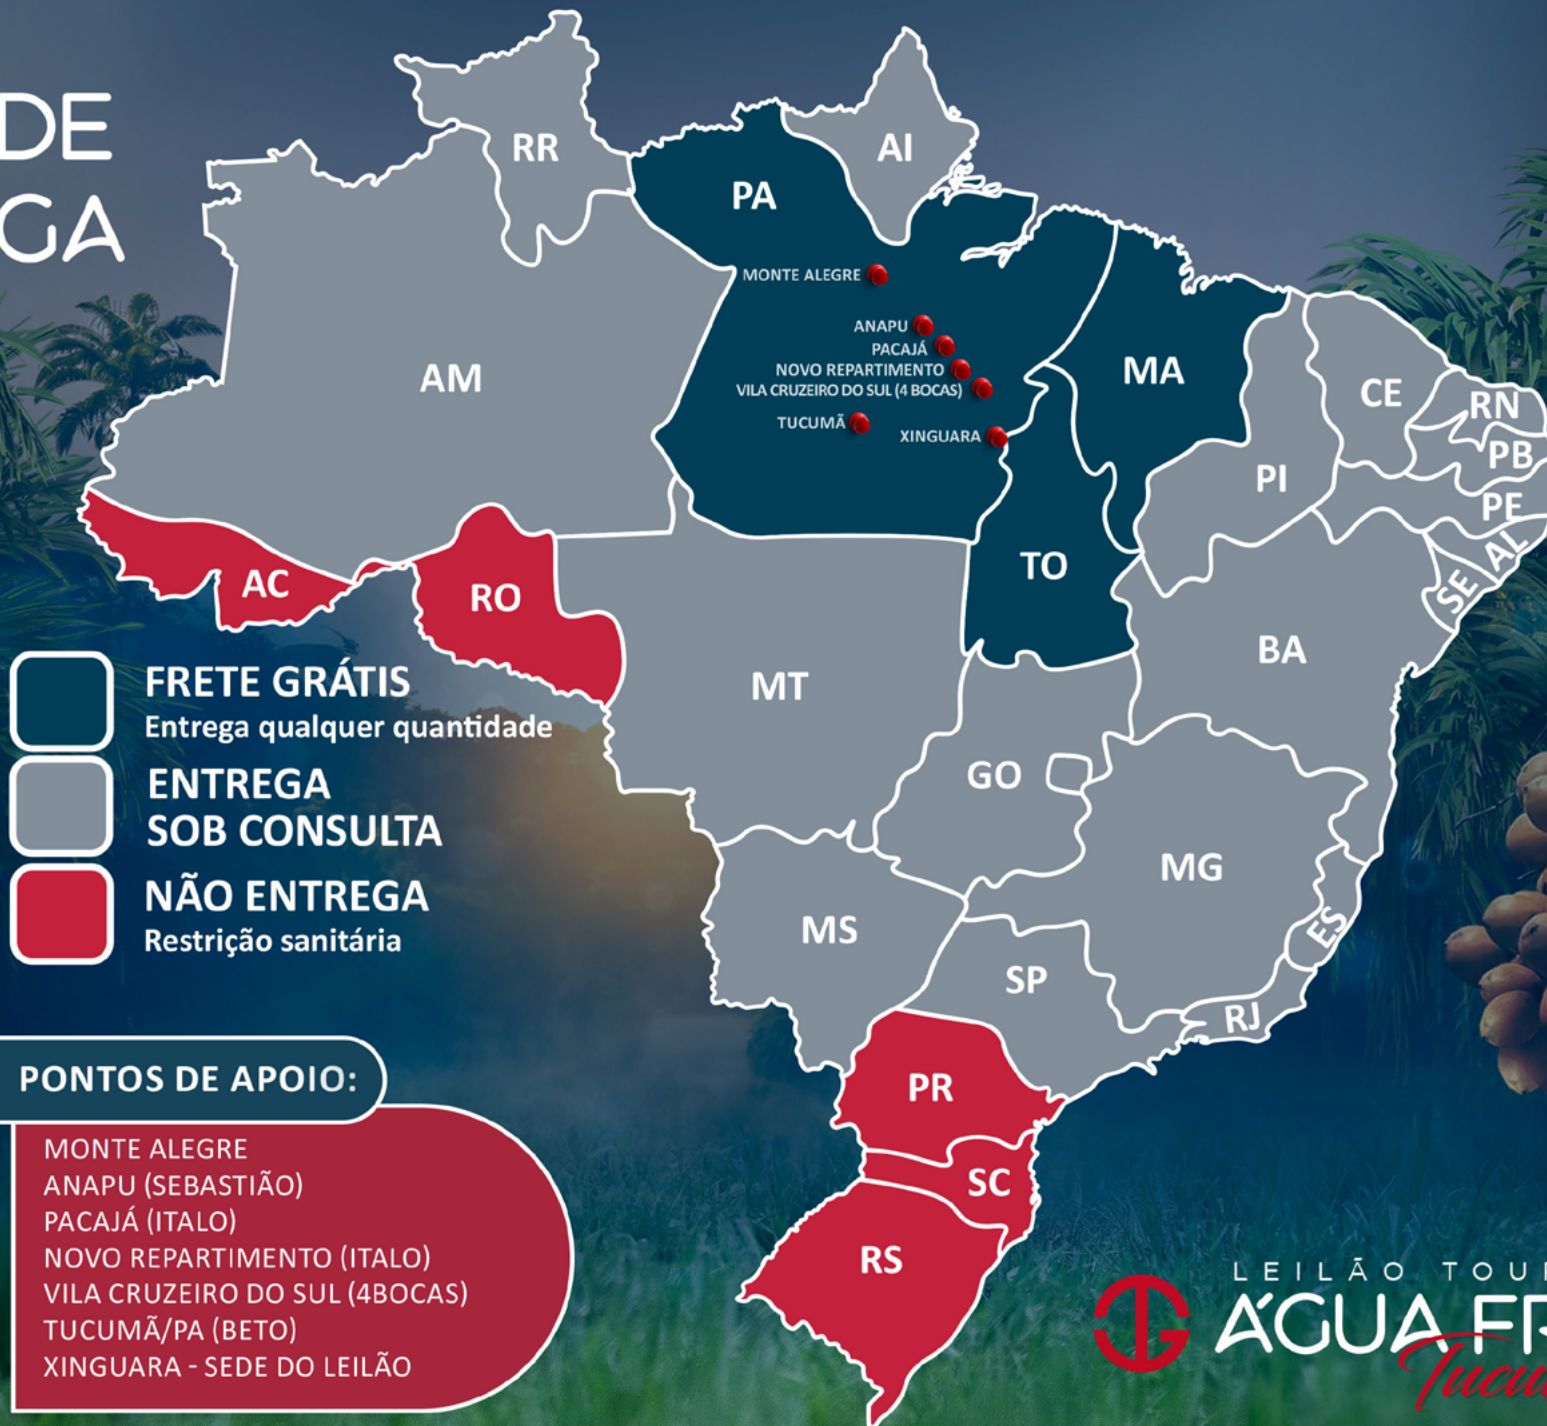 DE
GA
RR
AI
PA
MONTE ALEGRE
ANAPU
PACAJÁ
NOVO REPARTIMENTO
VILA CRUZEIRO DO SUL (4 BOCAS)
TUCUMÃ
XINGUARA
AM
MA
CE
RN
PB
PI
PE
AL
SE
TO
AC
RO
BA
MT
GO
MG
ES
MS
SP
RJ
PR
SC
RS
FRETE GRÁTIS
Entrega qualquer quantidade
ENTREGA
SOB CONSULTA
NÃO ENTREGA
Restrição sanitária
PONTOS DE APOIO:
MONTE ALEGRE
ANAPU (SEBASTIÃO)
PACAJÁ (ITALO)
NOVO REPARTIMENTO (ITALO)
VILA CRUZEIRO DO SUL (4BOCAS)
TUCUMÃ/PA (BETO)
XINGUARA - SEDE DO LEILÃO
LEILÃO TOU
ÁGUA FR
Tucu